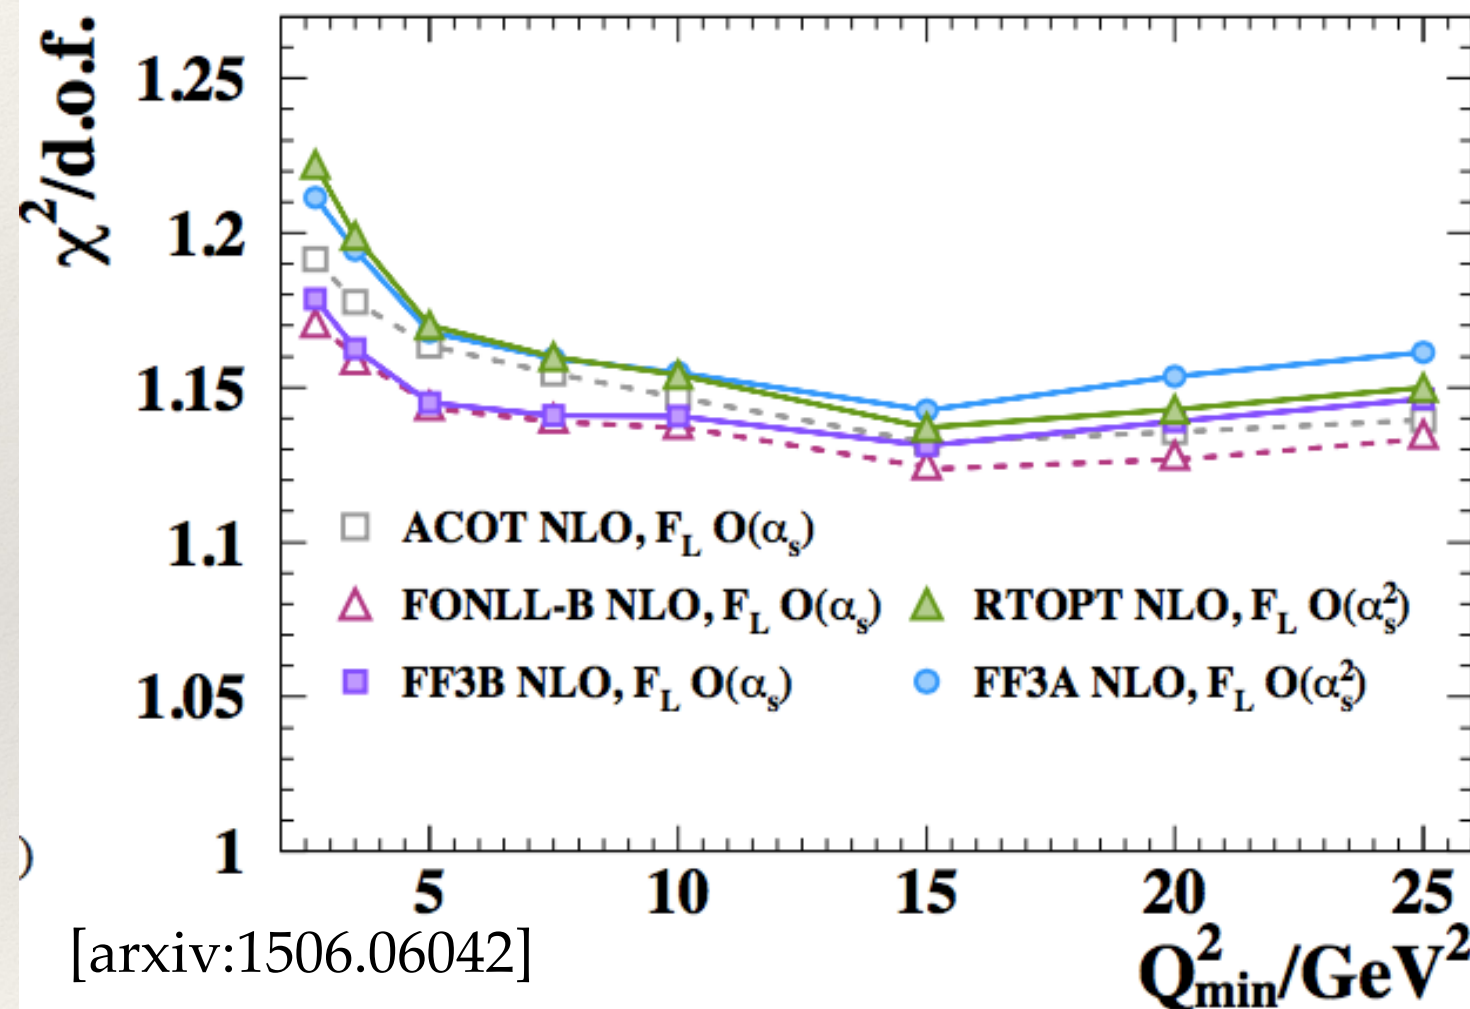 χ²/d.o.f.
1.25
1.2
1.15
1.1
1.05
1
ACOT NLO, F_L O(α_s)
FONLL-B NLO, F_L O(α_s)
RTOPT NLO, F_L O(α_s²)
FF3B NLO, F_L O(α_s)
FF3A NLO, F_L O(α_s²)
)
5 10 15 20 25
Q²_min/GeV²
[arxiv:1506.06042]